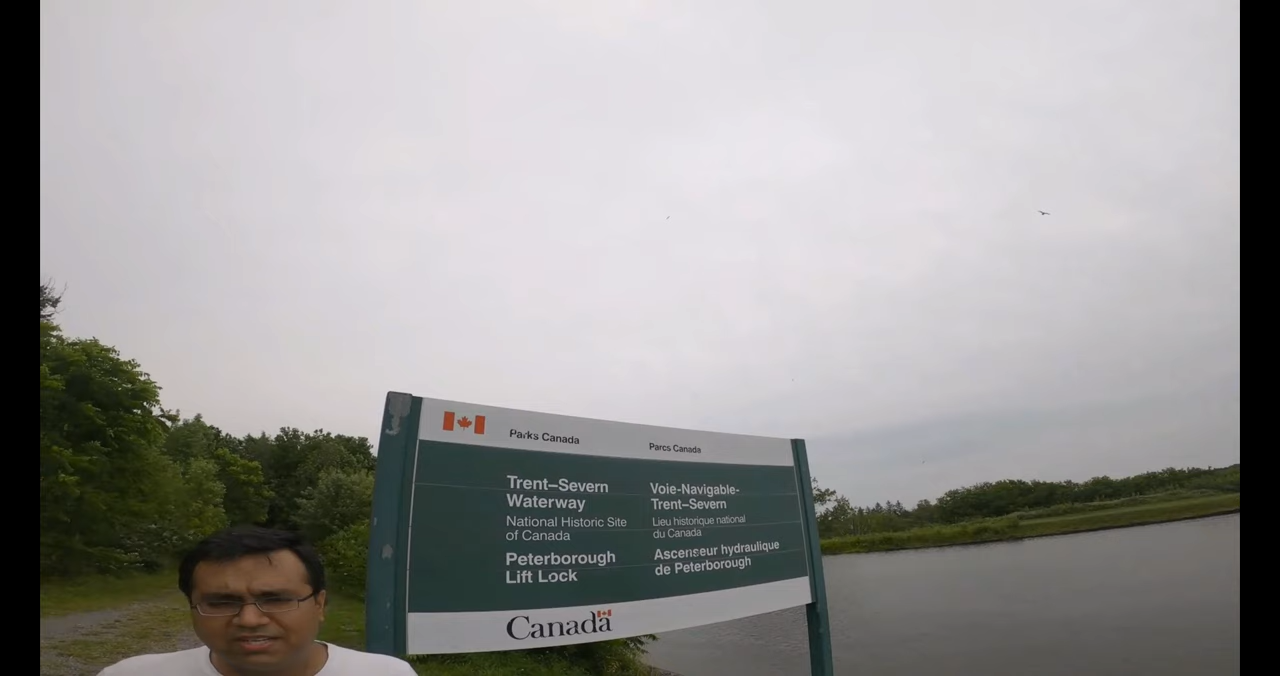 Parks Canada
Parcs Canada
Trent–Severn
Waterway
National Historic Site
of Canada
Peterborough
Lift Lock
Voie-Navigable-
Trent–Severn
Lieu historique national
du Canada
Ascenseur hydraulique
de Peterborough
Canada